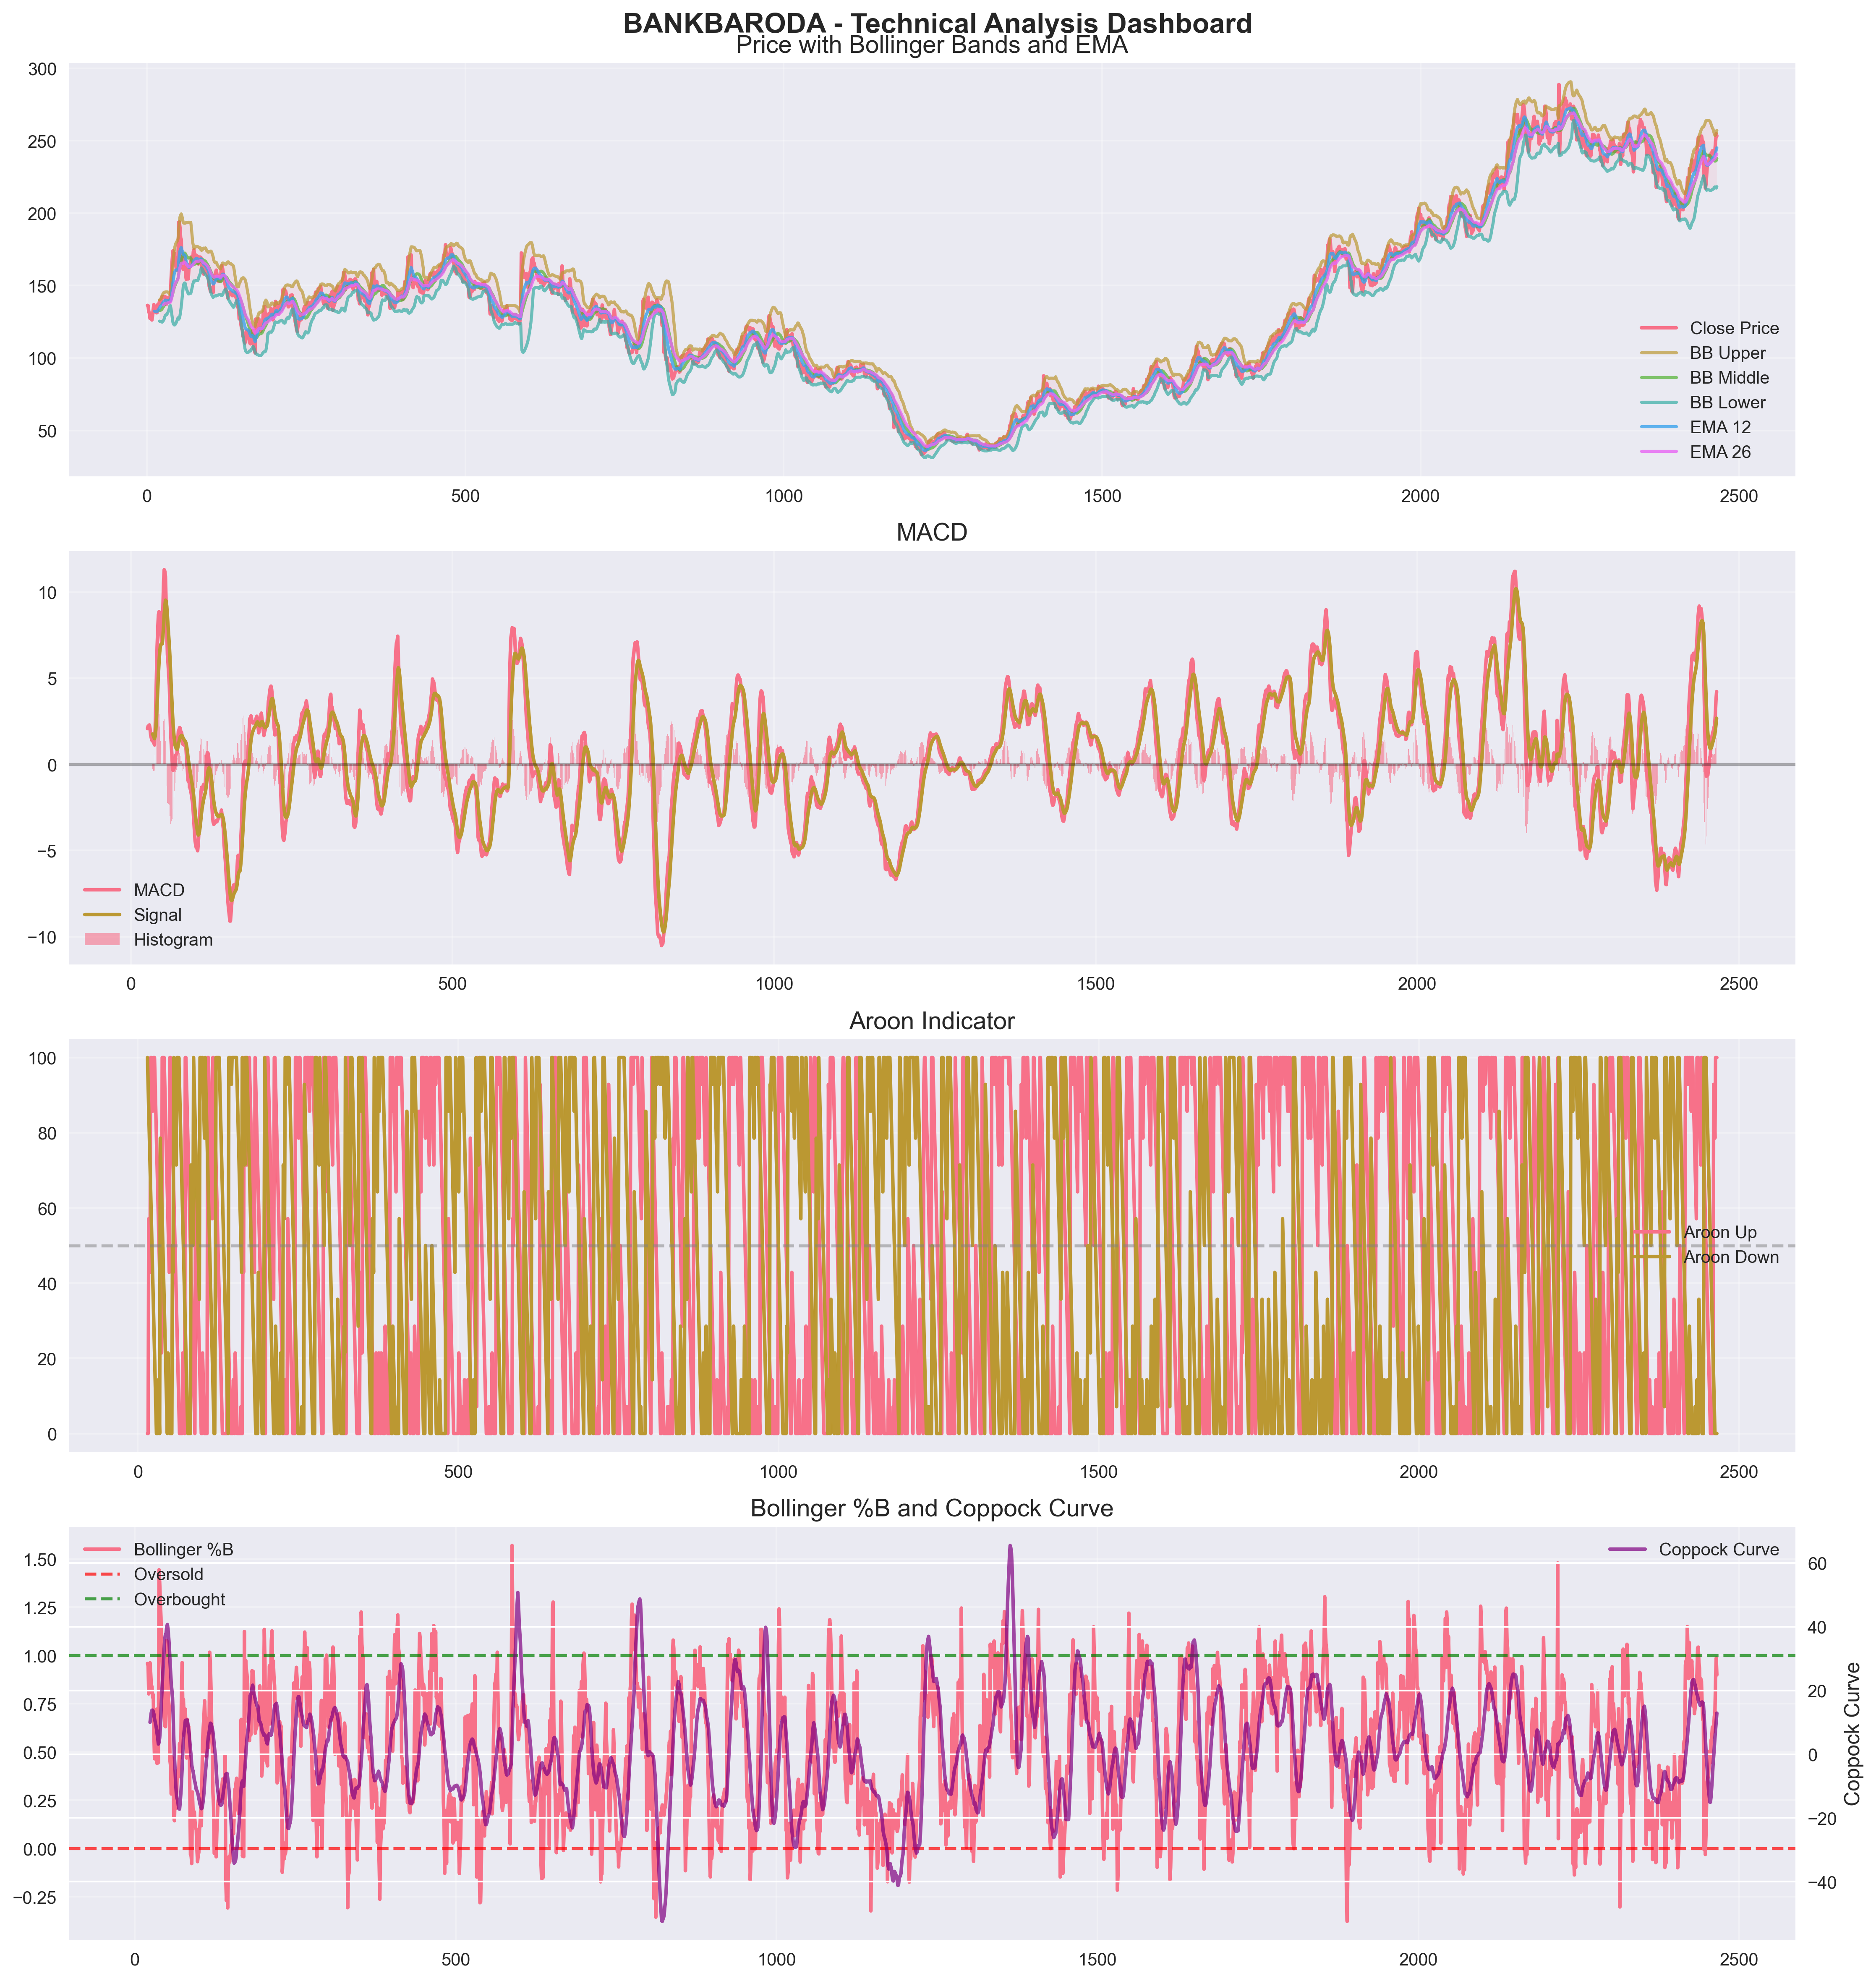 BANKBARODA - Technical Analysis Dashboard
Price with Bollinger Bands and EMA
300
250
200
150
100
50
Close Price
BB Upper
BB Middle
BB Lower
EMA 12
EMA 26
0 500 1000 1500 2000 2500
MACD
10
5
0
−5
−10
MACD
Signal
Histogram
0 500 1000 1500 2000 2500
Aroon Indicator
100
80
60
40
20
0
Aroon Up
Aroon Down
0 500 1000 1500 2000 2500
Bollinger %B and Coppock Curve
1.50
1.25
1.00
0.75
0.50
0.25
0.00
−0.25
Bollinger %B
Oversold
Overbought
Coppock Curve
60
40
20
0
−20
−40
Coppock Curve
0 500 1000 1500 2000 2500